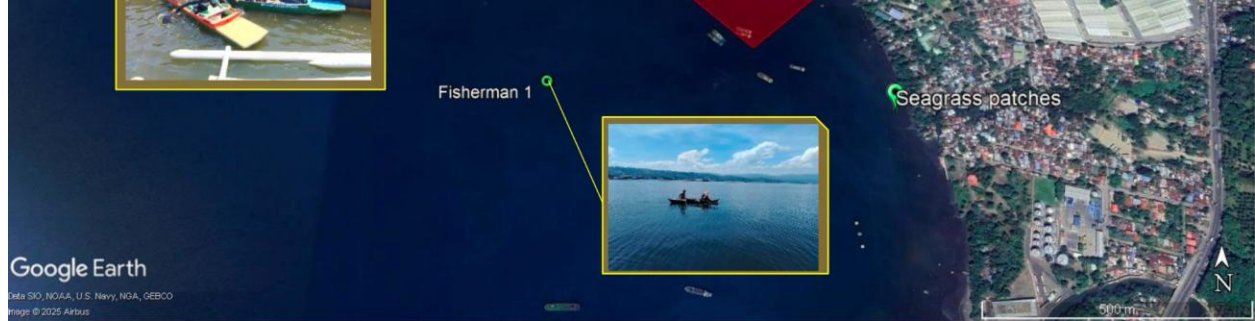 Fisherman 1
Seagrass patches
Google Earth
Data SIO, NOAA, U.S. Navy, NGA, GEBCO
Image © 2025 Airbus
N
500 m